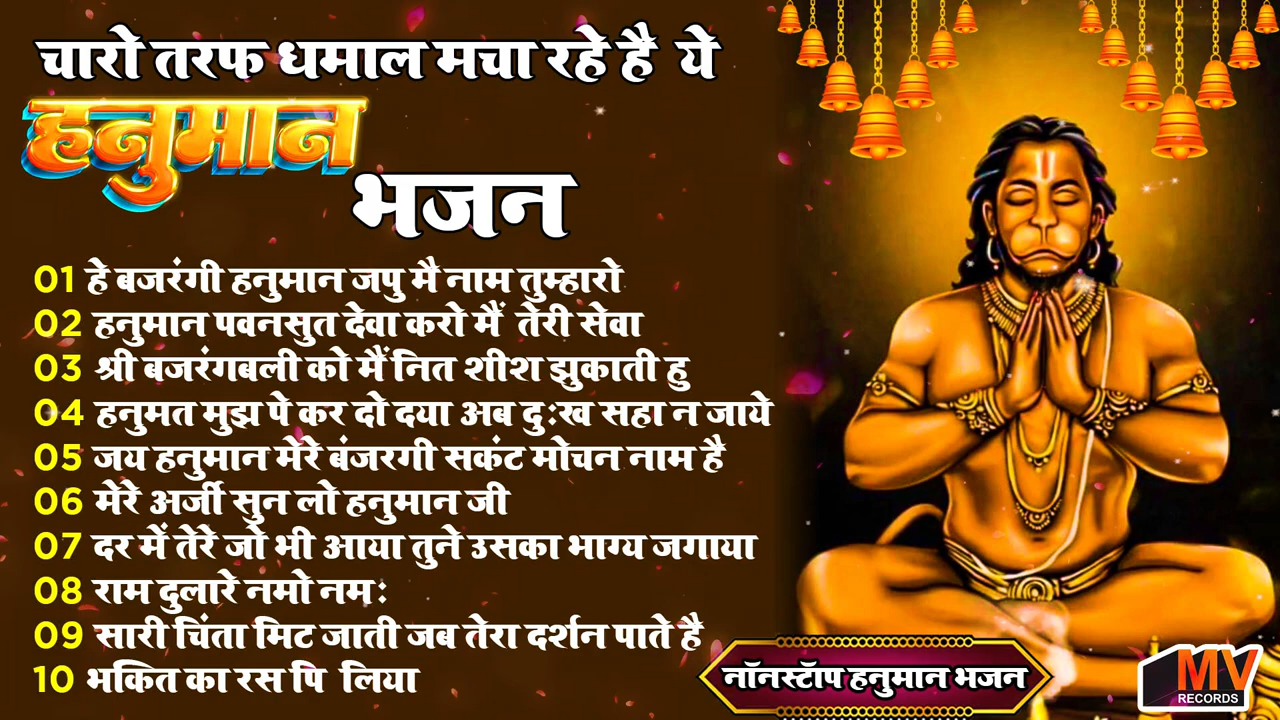 चारो तरफ धमाल मचा रहे है ये
हनुमान
भजन
01 हे बजरंगी हनुमान जपु मै नाम तुम्हारो
02 हनुमान पवनसुत देवा करो मैं तेरी सेवा
03 श्री बजरंगबली को मैं नित शीश झुकाती हु
04 हनुमत मुझ पे कर दो दया अब दुःख सहा न जाये
05 जय हनुमान मेरे बंजरगी सकंट मोचन नाम है
06 मेरे अर्जी सुन लो हनुमान जी
07 दर में तेरे जो भी आया तुने उसका भाग्य जगाया
08 राम दुलारे नमो नमः
09 सारी चिंता मिट जाती जब तेरा दर्शन पाते है
10 भकित का रस पि लिया
नॉनस्टॉप हनुमान भजन
MV
RECORDS